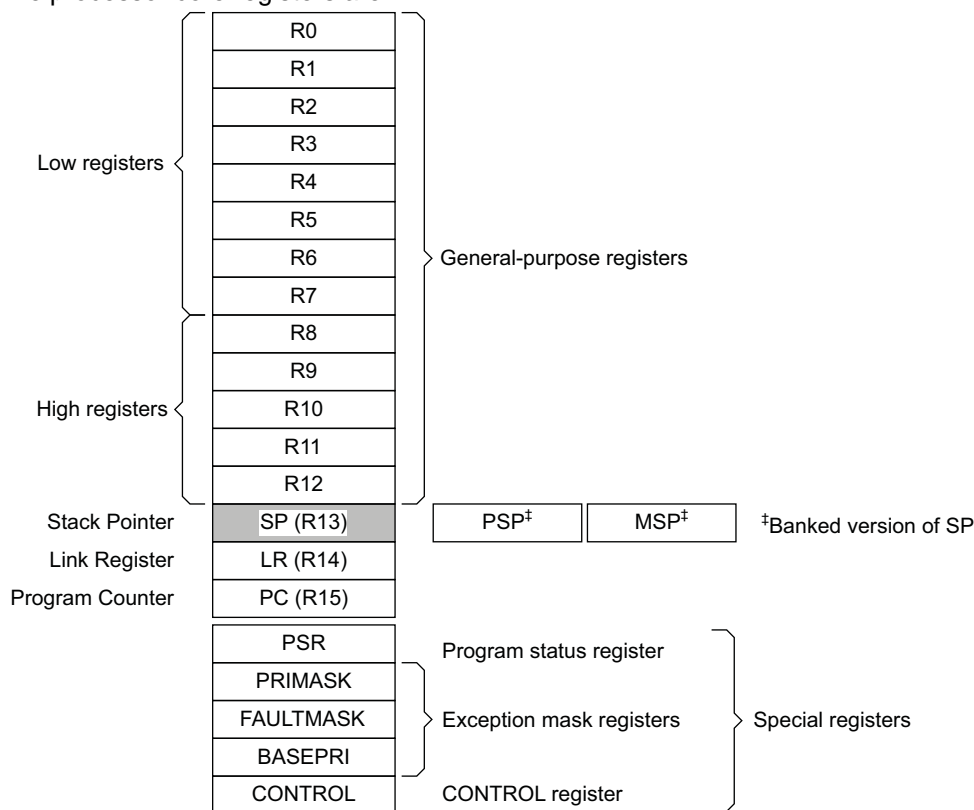 R0
R1
R2
R3
Low registers
R4
R5
R6
General-purpose registers
R7
R8
R9
High registers
R10
R11
R12
Stack Pointer SP (R13) PSP‡ MSP‡ ‡Banked version of SP
Link Register LR (R14)
Program Counter PC (R15)
PSR Program status register
PRIMASK
FAULTMASK Exception mask registers Special registers
BASEPRI
CONTROL CONTROL register